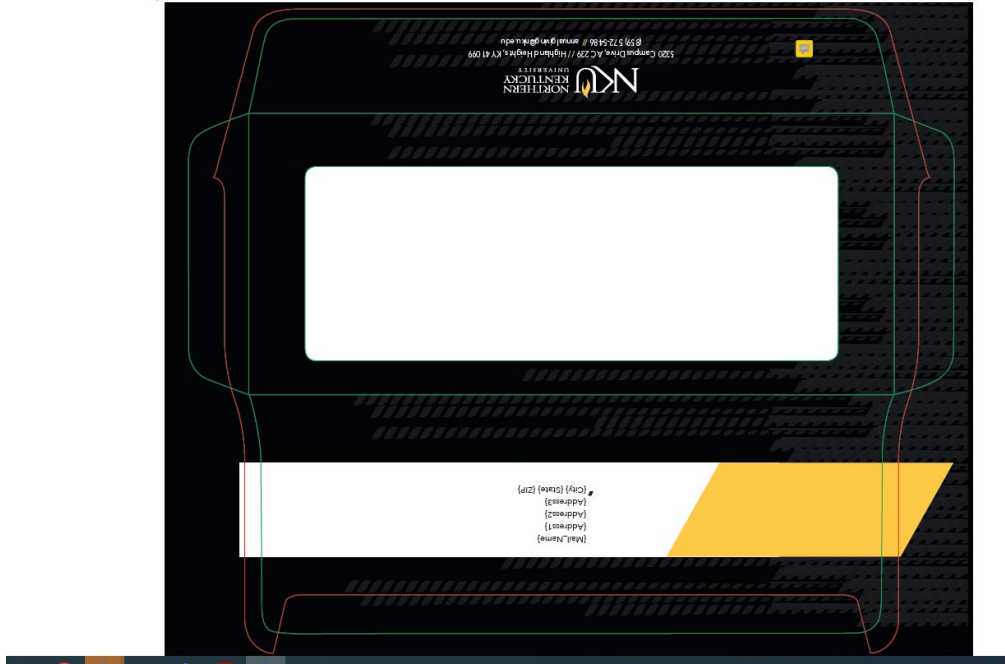 {Mail_Name}
{Address1}
{Address2}
{Address3}
{City} {State} {ZIP}
NKU
NORTHERN
KENTUCKY
UNIVERSITY
5320 Campus Drive, AC 239 // Highland Heights, KY 41099
(859) 572-5486 // annualgiving@nku.edu